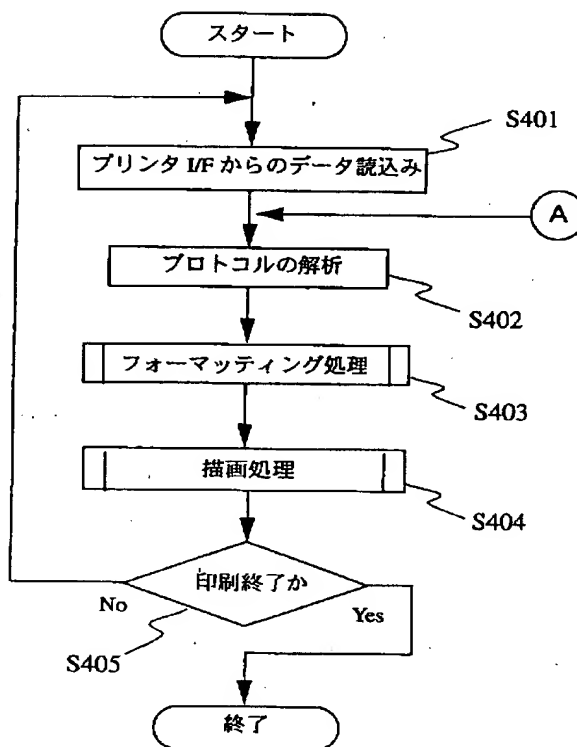 スタート
S401
プリンタ I/F からのデータ読込み
A
プロトコルの解析
S402
フォーマッティング処理
S403
描画処理
S404
印刷終了か
No
Yes
S405
終了